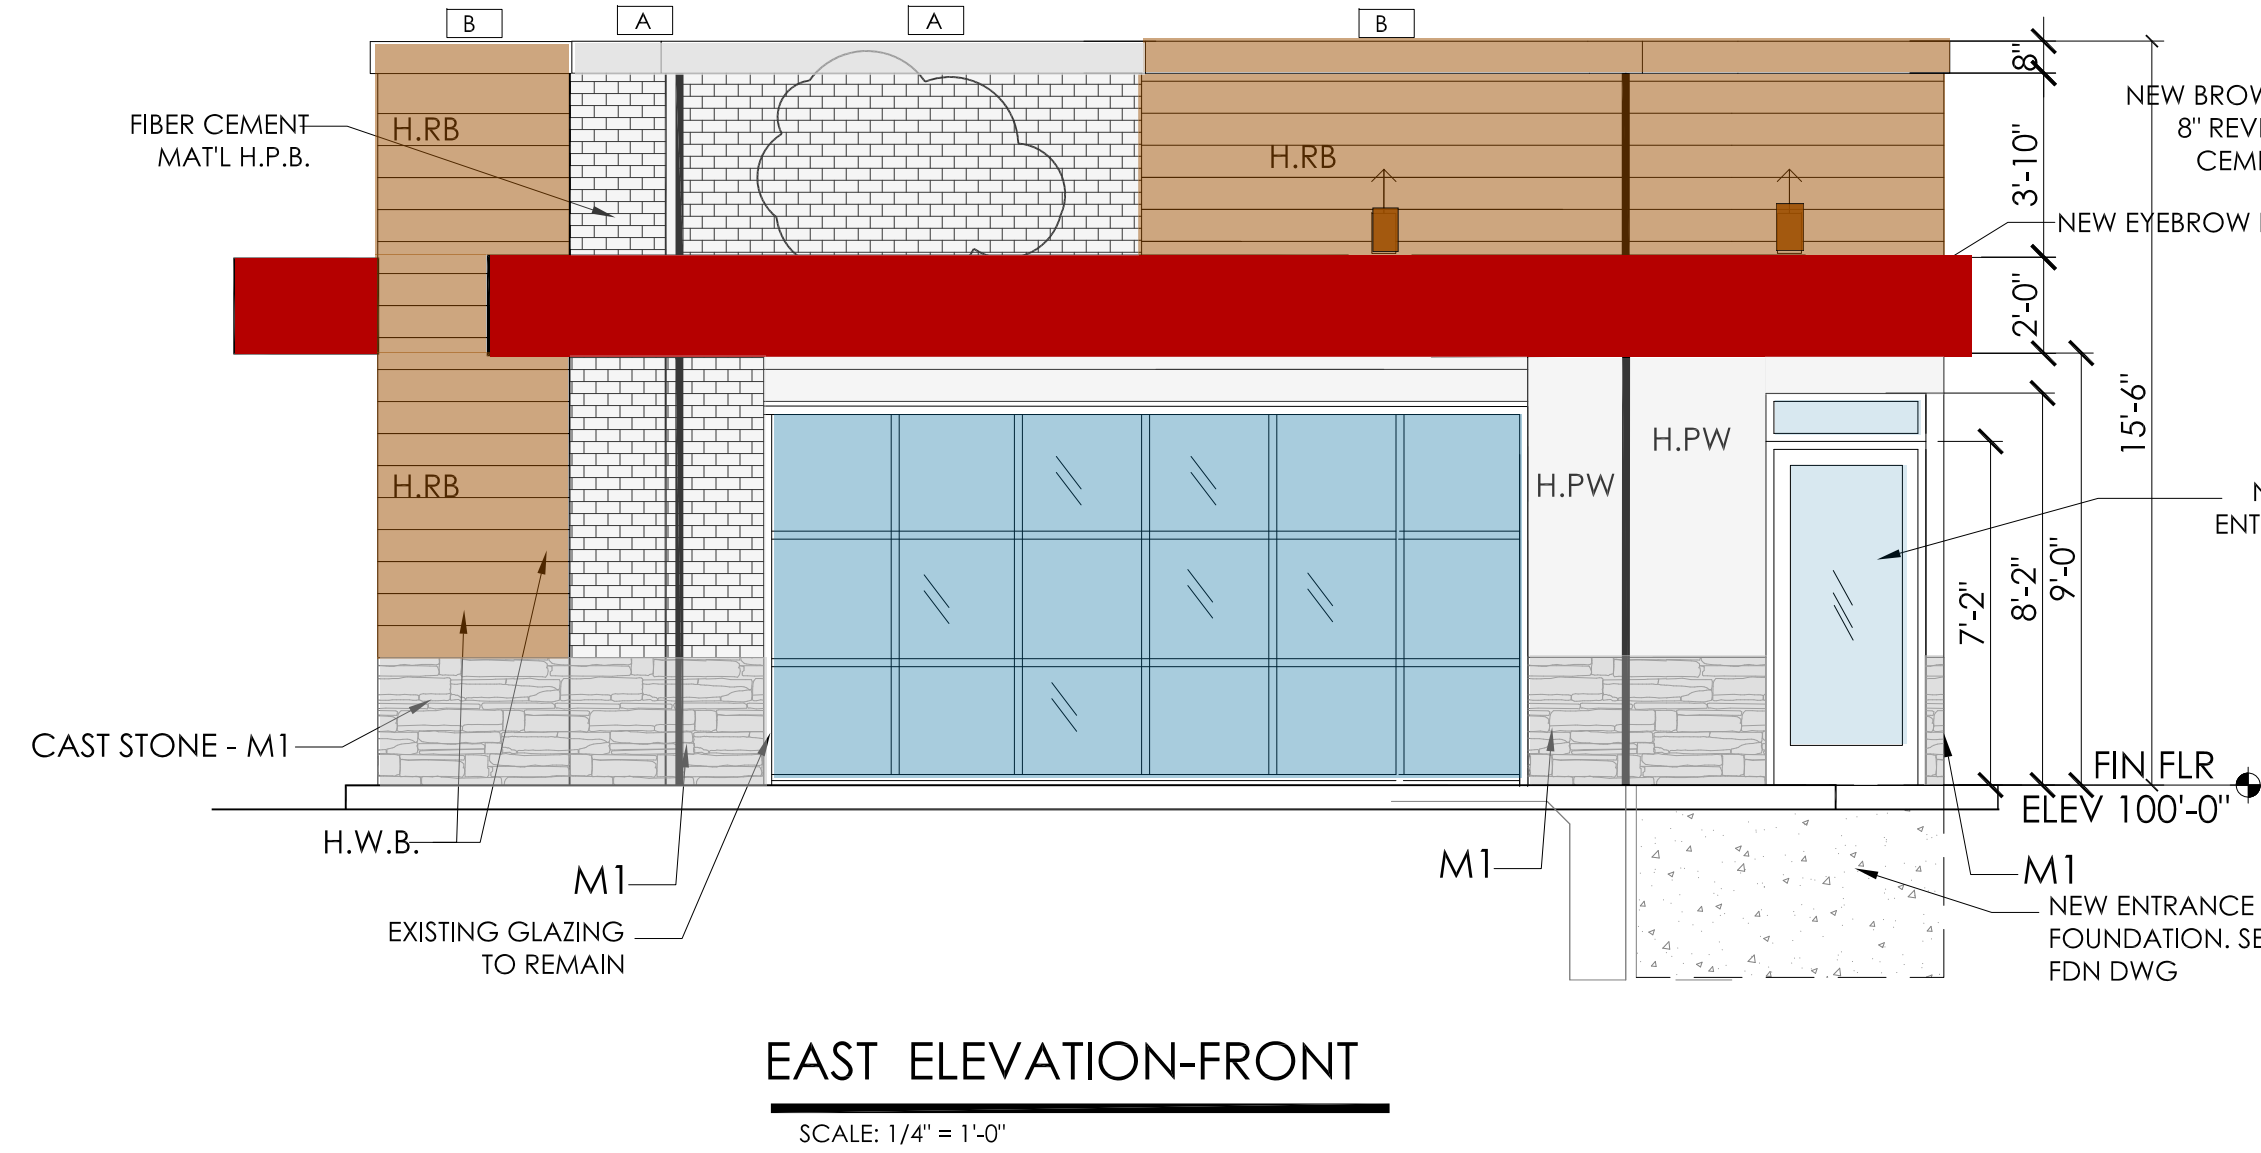 B
A
A
B
8"
FIBER CEMENT
MAT'L H.P.B.
H.RB
H.RB
3'-10"
NEW BROW
8" REVE
CEME
NEW EYEBROW
2'-0"
15'-6"
H.RB
H.PW
H.PW
ENT
7'-2"
8'-2"
9'-0"
CAST STONE - M1
FIN FLR
ELEV 100'-0"
H.W.B.
M1
M1
M1
EXISTING GLAZING
TO REMAIN
NEW ENTRANCE
FOUNDATION. SE
FDN DWG
EAST ELEVATION-FRONT
SCALE: 1/4" = 1'-0"